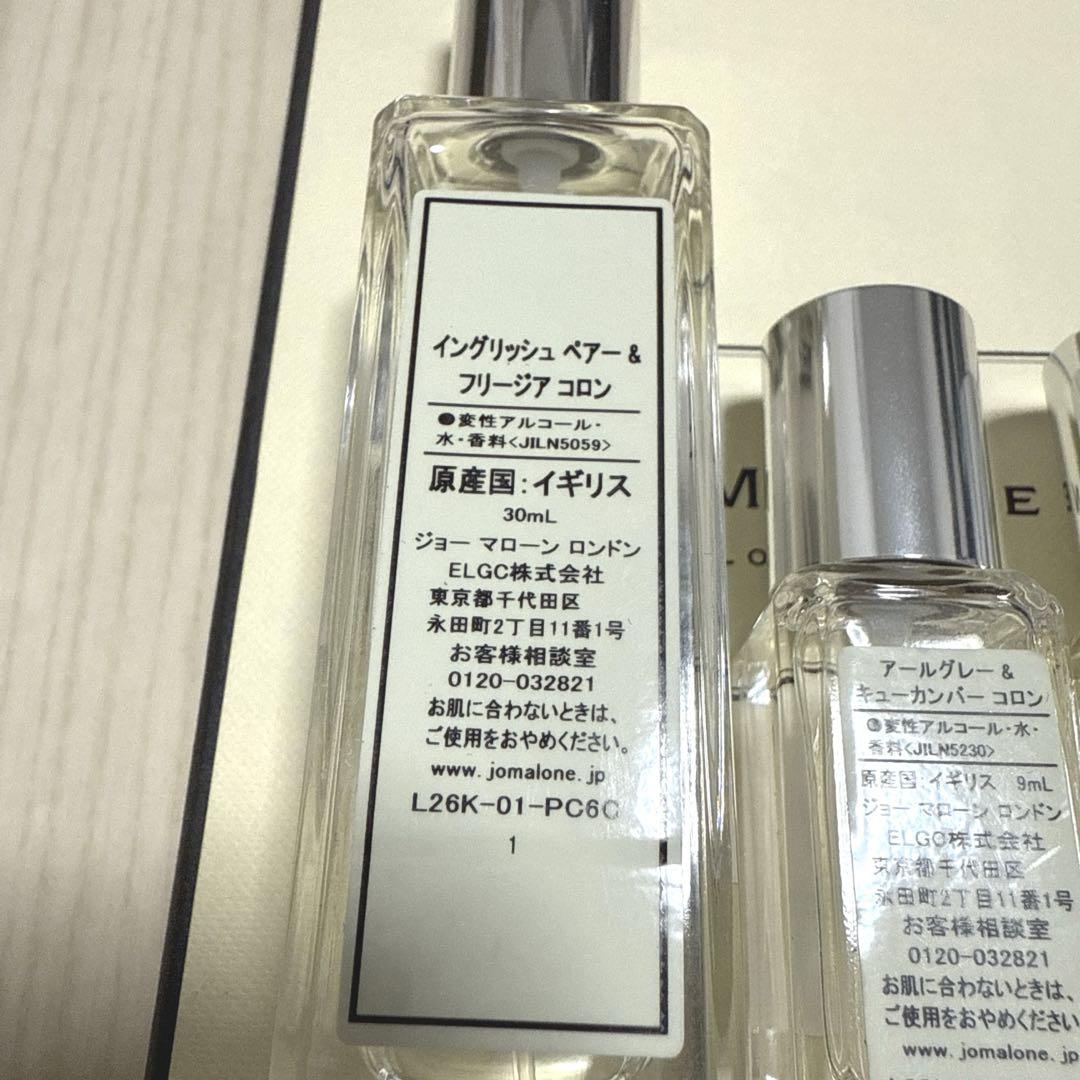 イングリッシュ ペアー &
フリージア コロン
●変性アルコール・
水・香料<JILN5059>
原産国：イギリス
30mL
ジョー マローン ロンドン
ELGC株式会社
東京都千代田区
永田町2丁目11番1号
お客様相談室
0120-032821
お肌に合わないときは、
ご使用をおやめください。
www.jomalone.jp
L26K-01-PC6C
1
アールグレー &
キューカンバー コロン
●変性アルコール・水・
香料<JILN5230>
原産国：イギリス 9mL
ジョー マローン ロンドン
ELGC株式会社
東京都千代田区
永田町2丁目11番1号
お客様相談室
0120-032821
お肌に合わないときは、
ご使用をおやめください
www.jomalone.jp